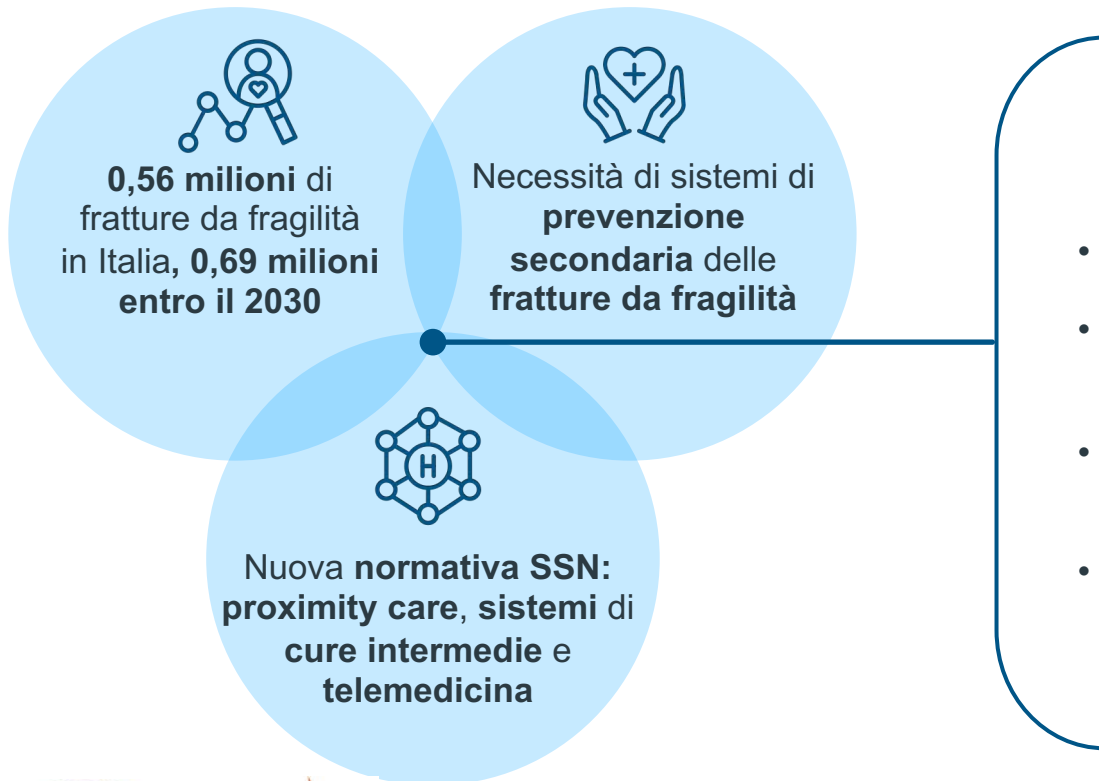 0,56 milioni di
fratture da fragilità
in Italia, 0,69 milioni
entro il 2030
Necessità di sistemi di
prevenzione
secondaria delle
fratture da fragilità
H
Nuova normativa SSN:
proximity care, sistemi di
cure intermedie e
telemedicina
•
•
•
•